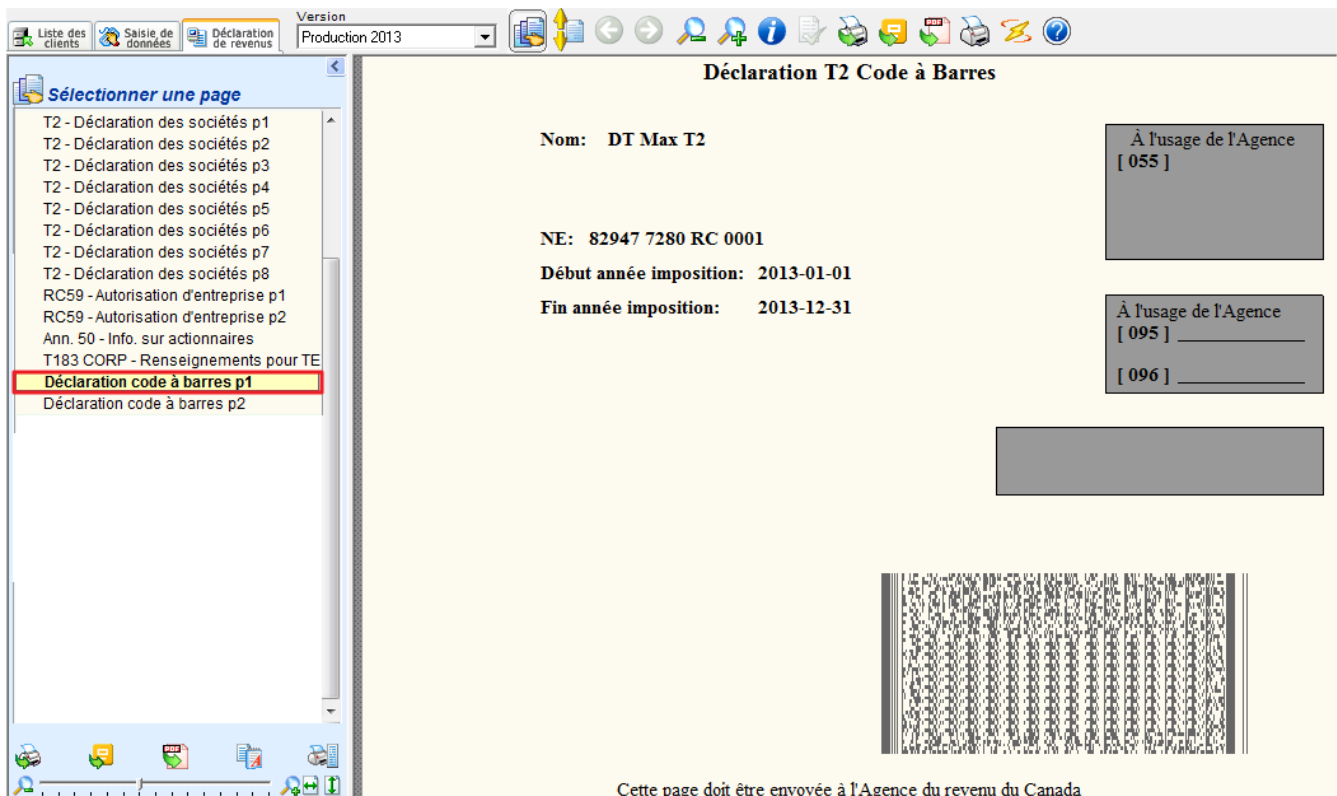 Liste des clients
Saisie de données
Déclaration de revenus
Version
Production 2013
PDF
Sélectionner une page
T2 - Déclaration des sociétés p1
T2 - Déclaration des sociétés p2
T2 - Déclaration des sociétés p3
T2 - Déclaration des sociétés p4
T2 - Déclaration des sociétés p5
T2 - Déclaration des sociétés p6
T2 - Déclaration des sociétés p7
T2 - Déclaration des sociétés p8
RC59 - Autorisation d'entreprise p1
RC59 - Autorisation d'entreprise p2
Ann. 50 - Info. sur actionnaires
T183 CORP - Renseignements pour TE
Déclaration code à barres p1
Déclaration code à barres p2
PDF
Déclaration T2 Code à Barres
Nom: DT Max T2
À l'usage de l'Agence
[ 055 ]
NE: 82947 7280 RC 0001
Début année imposition: 2013-01-01
Fin année imposition: 2013-12-31
À l'usage de l'Agence
[ 095 ]
[ 096 ]
Cette page doit être envoyée à l'Agence du revenu du Canada